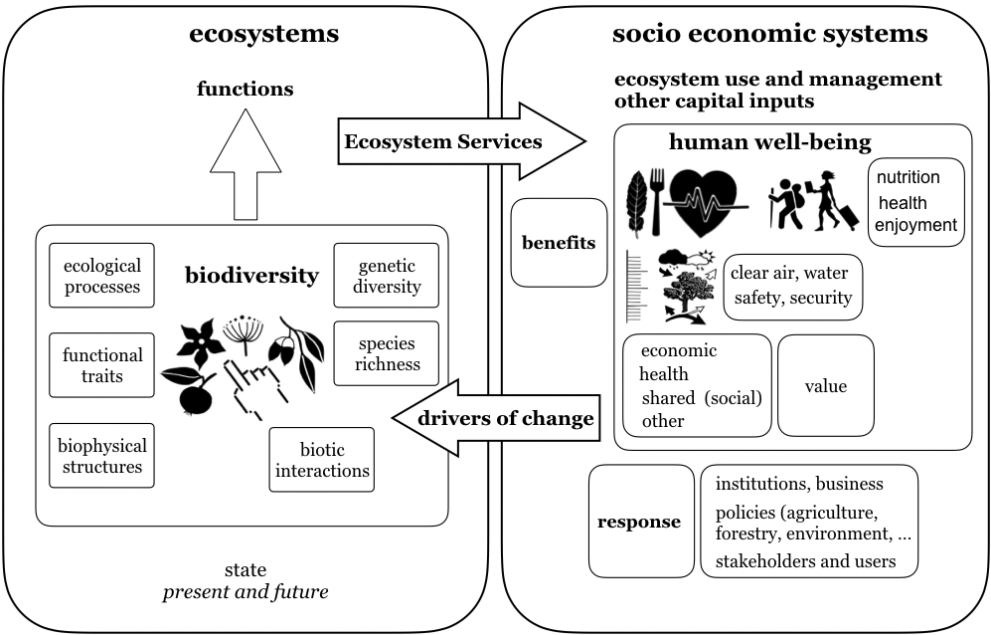 ecosystems
functions
Ecosystem Services
biodiversity
ecological
processes
genetic
diversity
functional
traits
species
richness
biophysical
structures
biotic
interactions
drivers of change
state
present and future
socio economic systems
ecosystem use and management
other capital inputs
human well-being
nutrition
health
enjoyment
benefits
clear air, water
safety, security
economic
health
shared (social)
other
value
response
institutions, business
policies (agriculture,
forestry, environment, ...
stakeholders and users